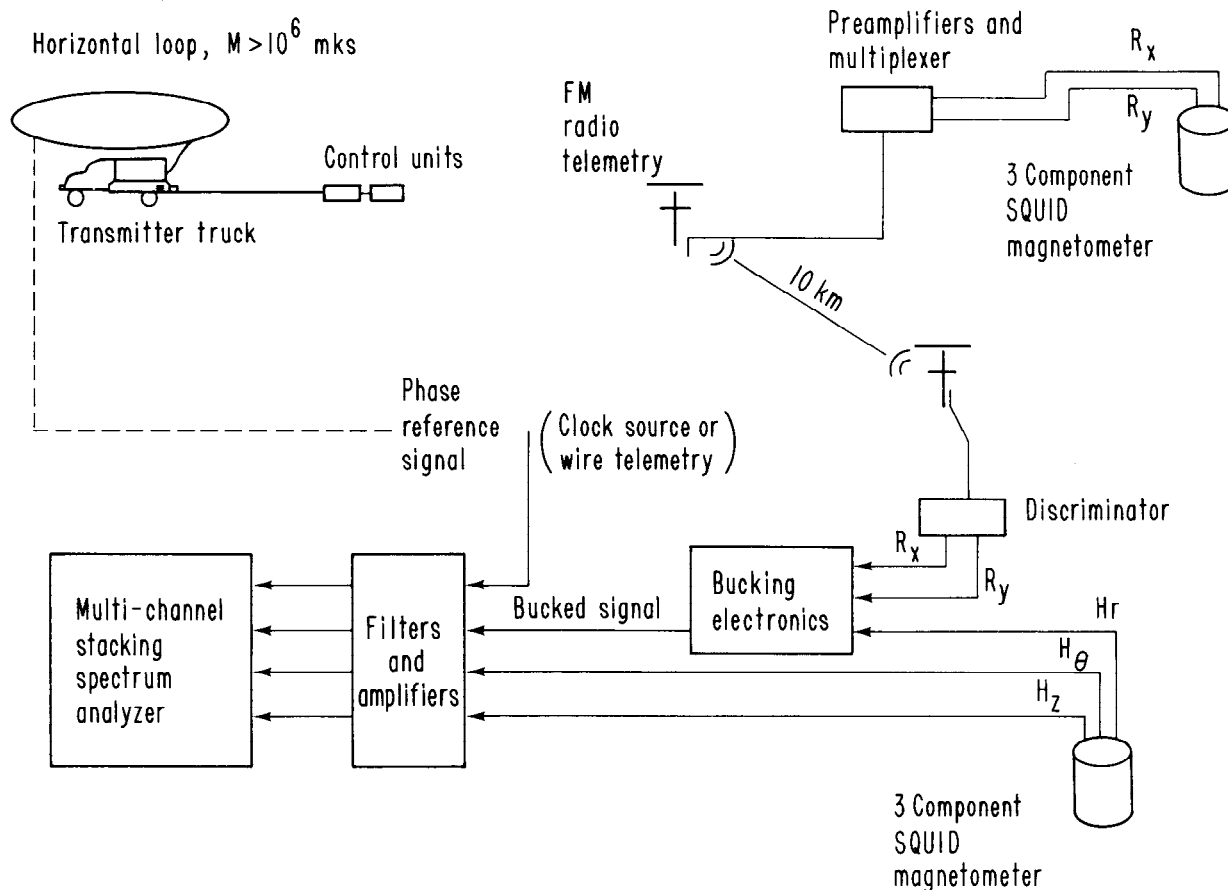 Horizontal loop, M > 10⁶ mks
Control units
Transmitter truck
FM
radio
telemetry
Preamplifiers and
multiplexer
Rx
Ry
3 Component
SQUID
magnetometer
10 km
Phase
reference
signal
(Clock source or
wire telemetry)
Discriminator
Rx
Ry
Bucking
electronics
Bucked signal
Hr
Hθ
Hz
Filters
and
amplifiers
Multi-channel
stacking
spectrum
analyzer
3 Component
SQUID
magnetometer